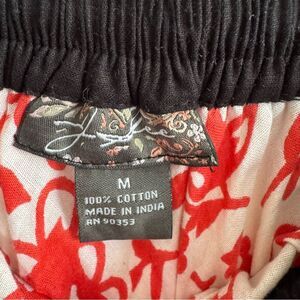 M
100% COTTON
MADE IN INDIA
RN 90353